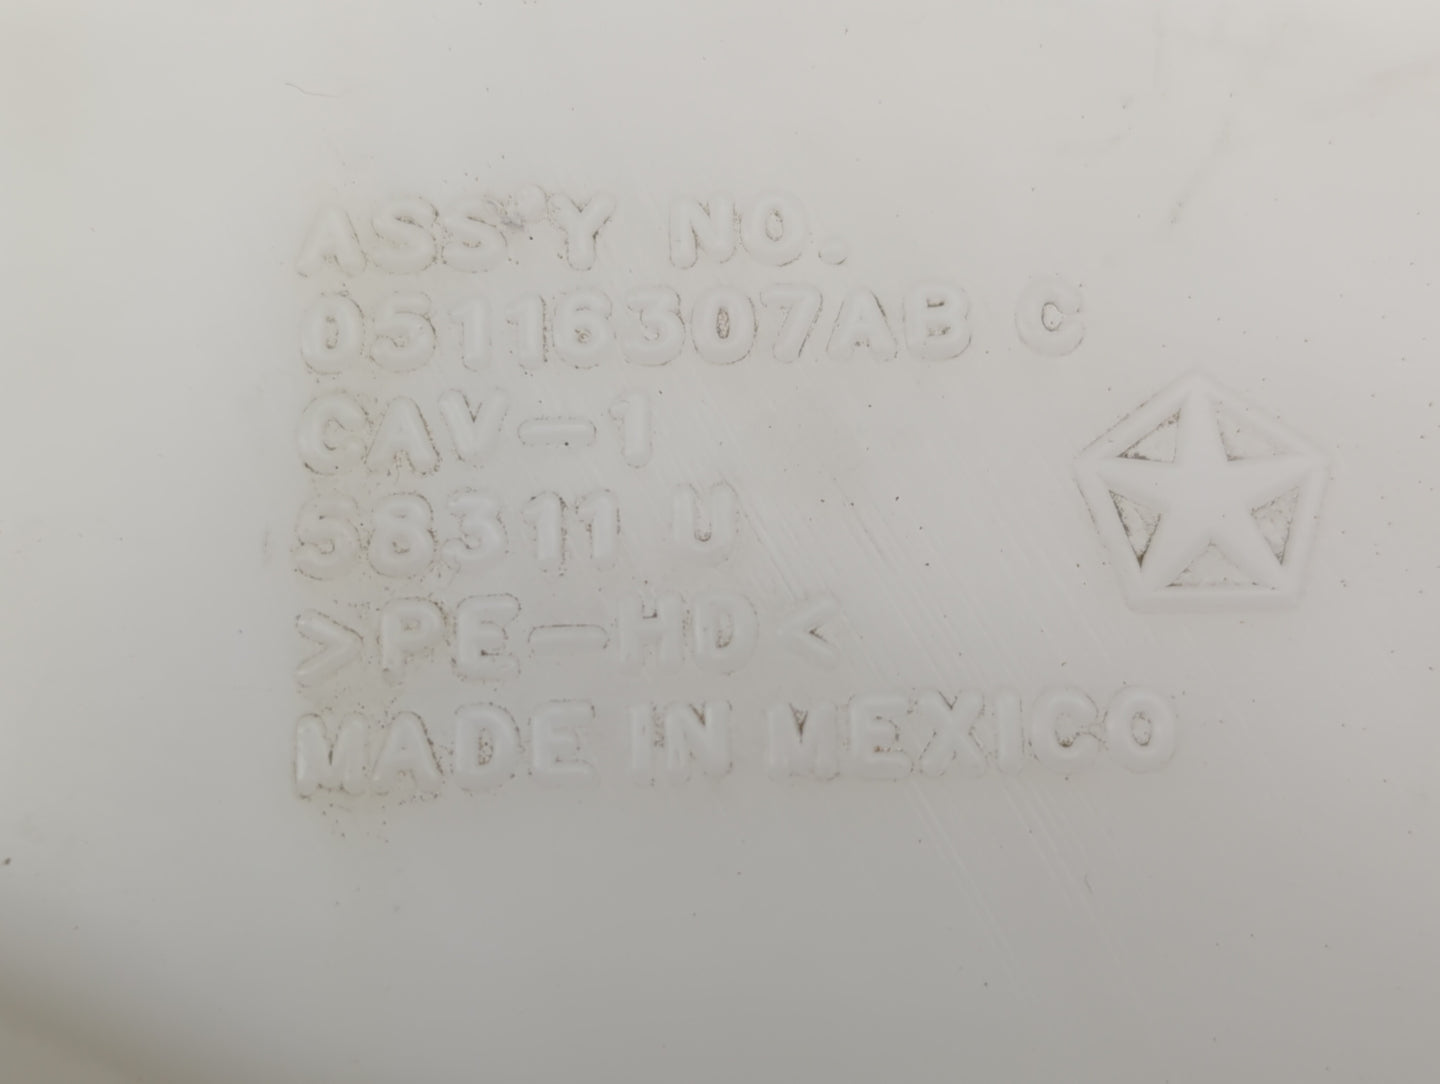 ASS'Y NO.
05116307AB C
CAV-1
58311 U
>PE-HD<
MADE IN MEXICO